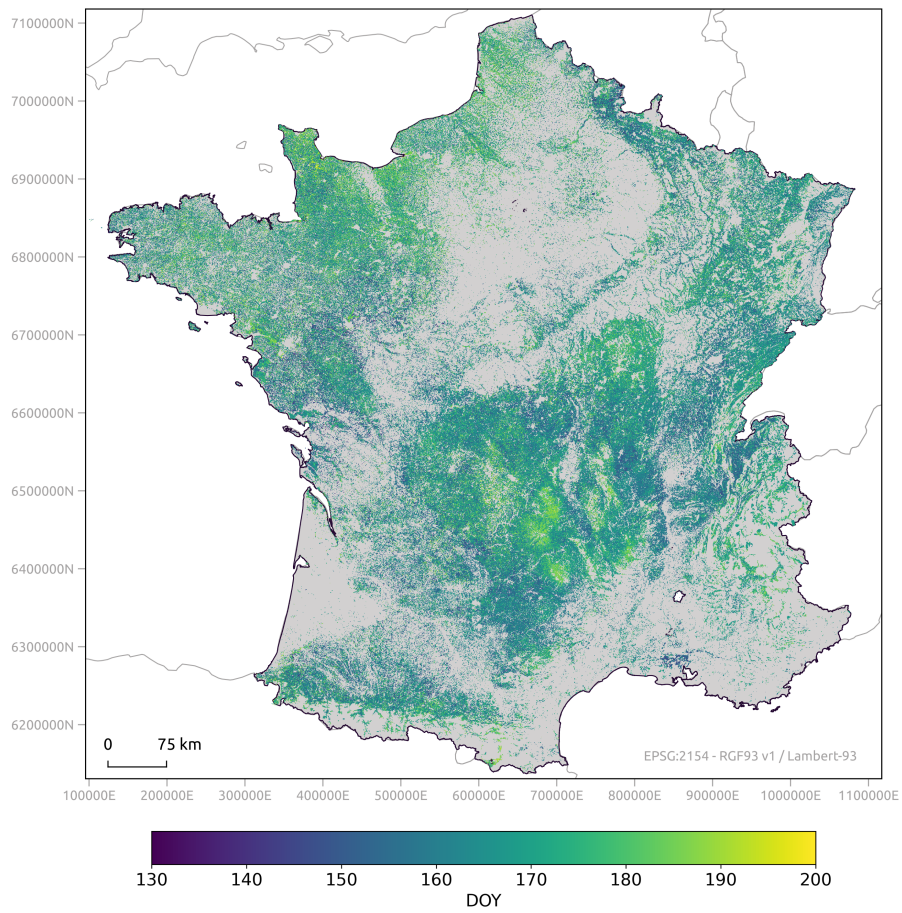 7100000N
7000000N
6900000N
6800000N
6700000N
6600000N
6500000N
6400000N
6300000N
6200000N
0 75 km
EPSG:2154 - RGF93 v1 / Lambert-93
100000E 200000E 300000E 400000E 500000E 600000E 700000E 800000E 900000E 1000000E 1100000E
130 140 150 160 170 180 190 200
DOY